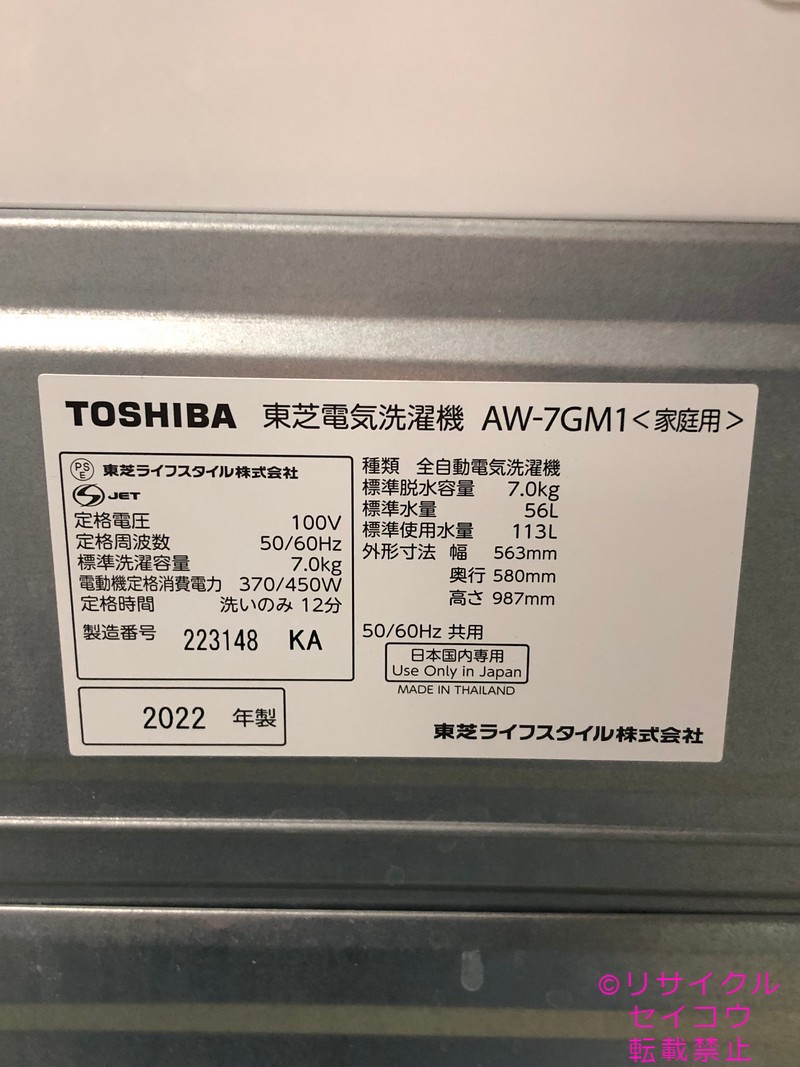 TOSHIBA 東芝電気洗濯機 AW-7GM1<家庭用>
PSE 東芝ライフスタイル株式会社
S JET
定格電圧 100V
定格周波数 50/60Hz
標準洗濯容量 7.0kg
電動機定格消費電力 370/450W
定格時間 洗いのみ 12分
製造番号 223148 KA
2022 年製
種類 全自動電気洗濯機
標準脱水容量 7.0kg
標準水量 56L
標準使用水量 113L
外形寸法 幅 563mm
奥行 580mm
高さ 987mm
50/60Hz 共用
日本国内専用
Use Only in Japan
MADE IN THAILAND
東芝ライフスタイル株式会社
©リサイクル
セイコウ
転載禁止